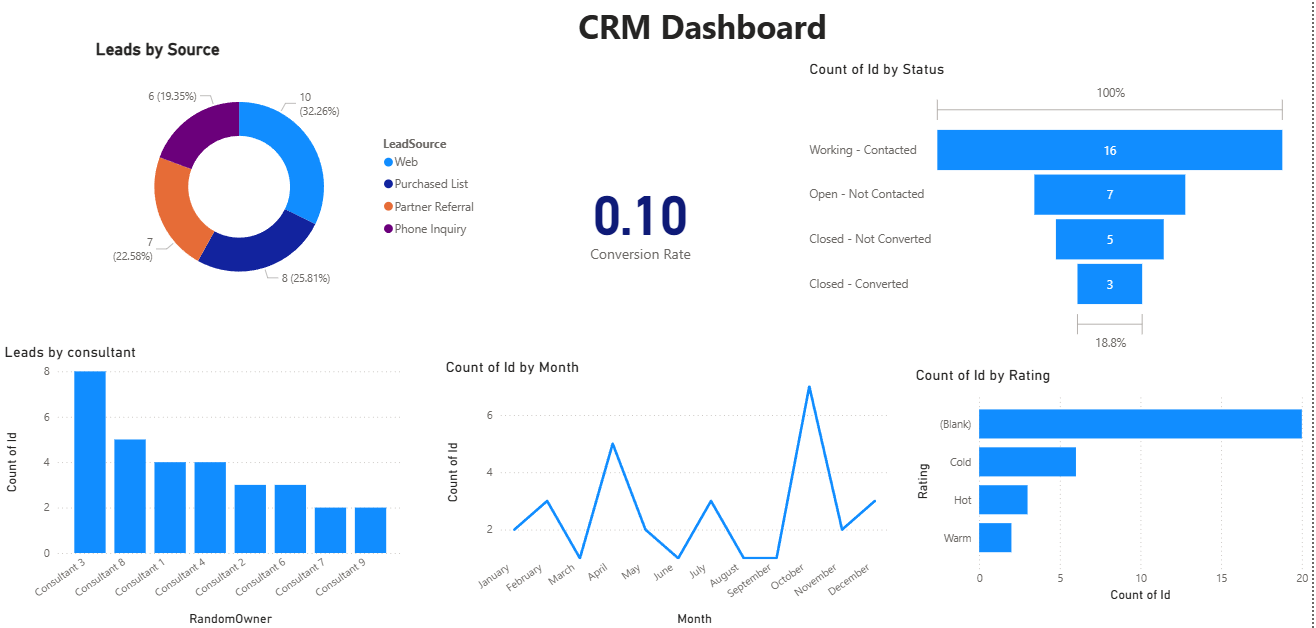 CRM Dashboard
Leads by Source
6 (19.35%)
10
(32.26%)
7
(22.58%)
8 (25.81%)
LeadSource
Web
Purchased List
Partner Referral
Phone Inquiry
0.10
Conversion Rate
Count of Id by Status
100%
Working - Contacted
16
Open - Not Contacted
7
Closed - Not Converted
5
Closed - Converted
3
18.8%
Leads by consultant
Count of Id
8
6
4
2
0
Consultant 3
Consultant 8
Consultant 1
Consultant 4
Consultant 2
Consultant 6
Consultant 7
Consultant 9
RandomOwner
Count of Id by Month
Count of Id
6
4
2
January
February
March
April
May
June
July
August
September
October
November
December
Month
Count of Id by Rating
Rating
(Blank)
Cold
Hot
Warm
0
5
10
15
20
Count of Id